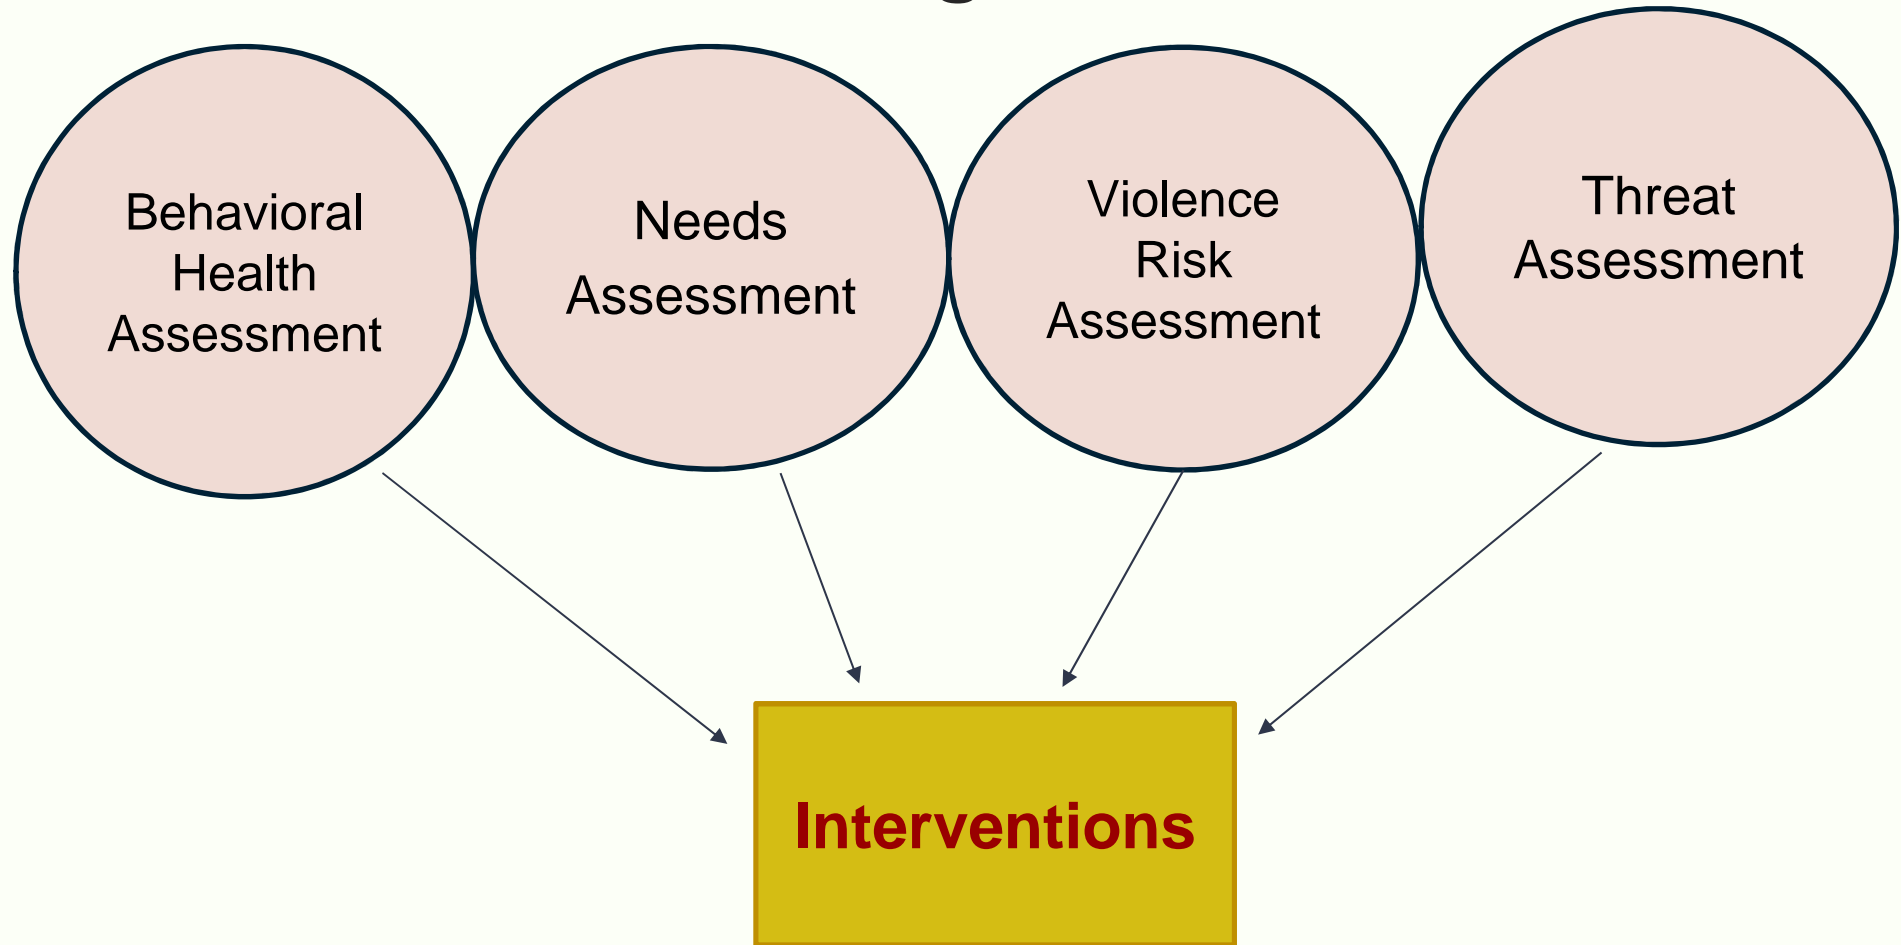 Behavioral
Health
Assessment
Needs
Assessment
Violence
Risk
Assessment
Threat
Assessment
Interventions